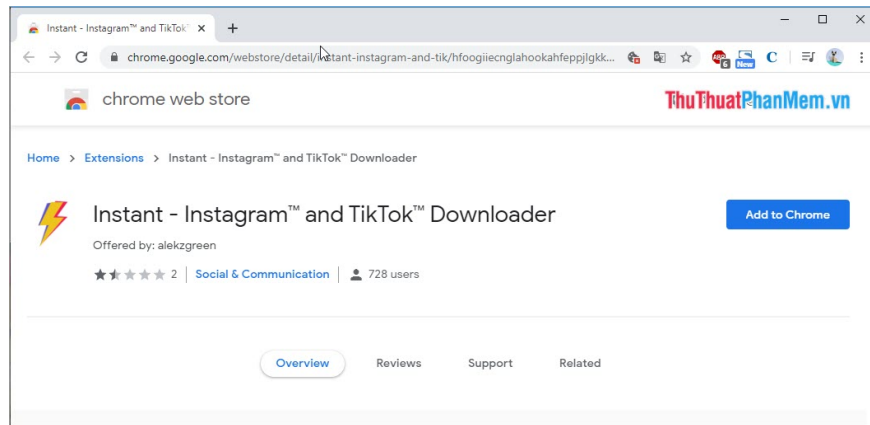 Instant - Instagram™ and TikTok™
chrome.google.com/webstore/detail/instant-instagram-and-tik/hfoogiiecnglahookahfeppjlgkk...
6
New
C
chrome web store
ThuThuatPhanMem.vn
Home > Extensions > Instant - Instagram™ and TikTok™ Downloader
Instant - Instagram™ and TikTok™ Downloader
Add to Chrome
Offered by: alekzgreen
2 | Social & Communication | 728 users
Overview Reviews Support Related